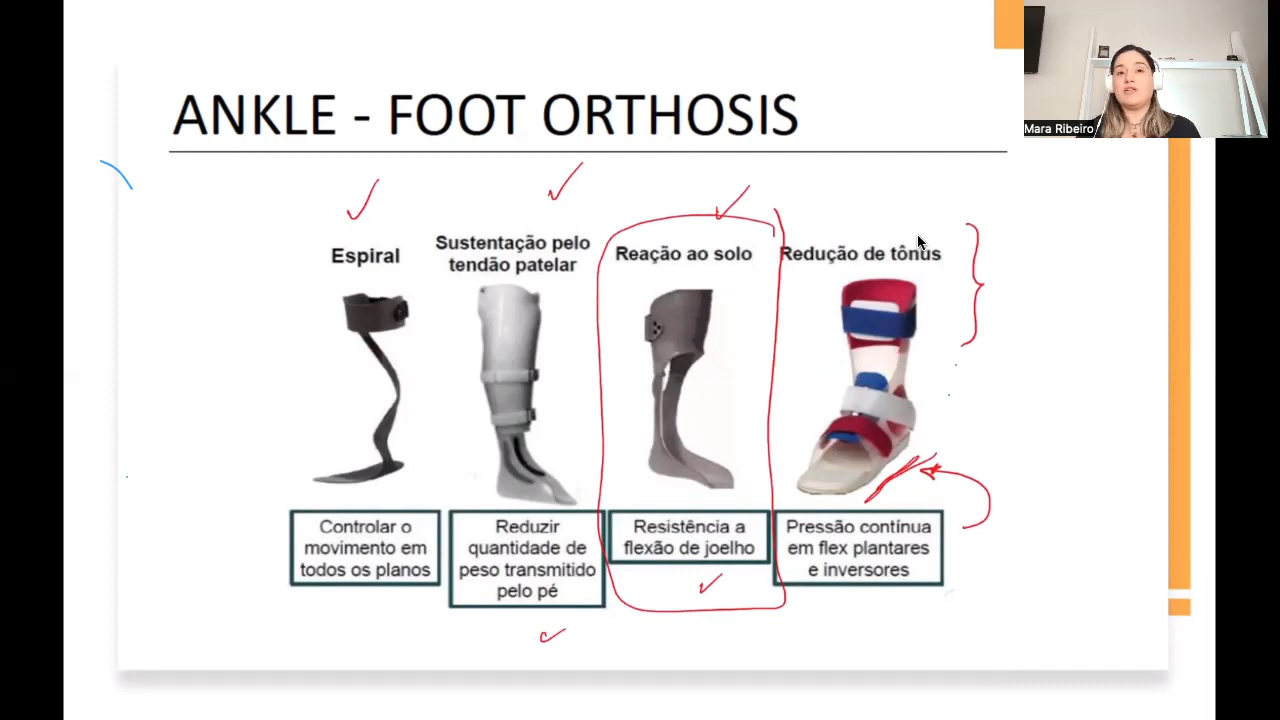 ANKLE - FOOT ORTHOSIS
Mara Ribeiro
Espiral
Sustentação pelo
tendão patelar
Reação ao solo
Redução de tônus
Controlar o
movimento em
todos os planos
Reduzir
quantidade de
peso transmitido
pelo pé
Resistência a
flexão de joelho
Pressão contínua
em flex plantares
e inversores